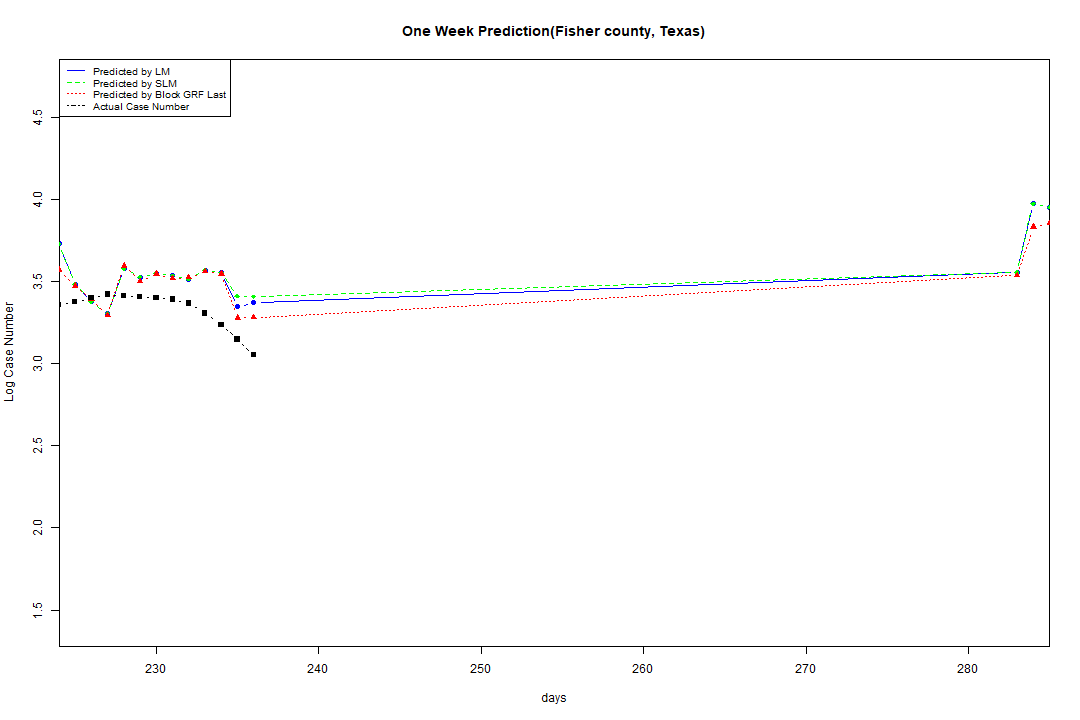 One Week Prediction(Fisher county, Texas)
Predicted by LM
Predicted by SLM
Predicted by Block GRF Last
Actual Case Number
4.5
4.0
3.5
3.0
2.5
2.0
1.5
Log Case Number
230 240 250 260 270 280
days